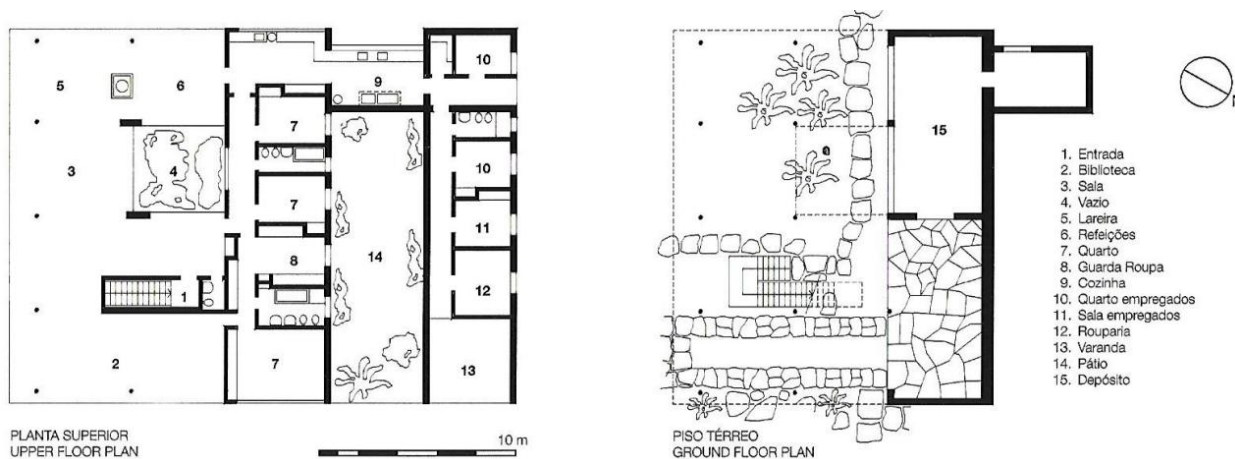 5
6
10
9
7
3
4
10
7
11
8
14
12
1
2
7
13
PLANTA SUPERIOR
UPPER FLOOR PLAN
10 m
15
PISO TÉRREO
GROUND FLOOR PLAN
1. Entrada
2. Biblioteca
3. Sala
4. Vazio
5. Lareira
6. Refeições
7. Quarto
8. Guarda Roupa
9. Cozinha
10. Quarto empregados
11. Sala empregados
12. Rouparia
13. Varanda
14. Pátio
15. Depósito